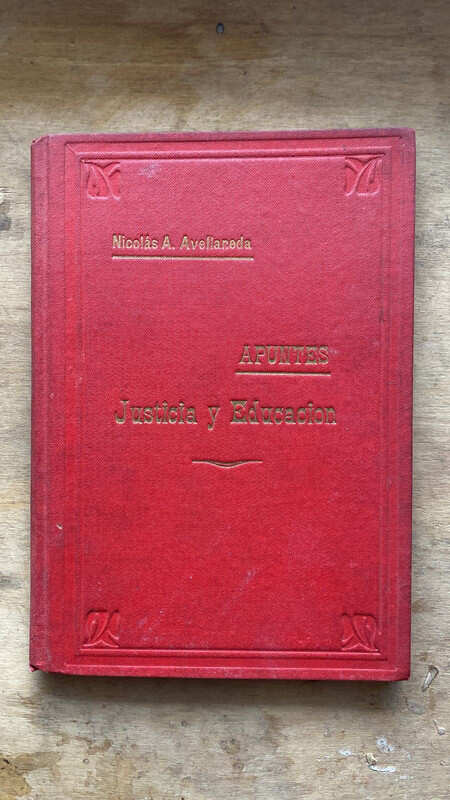 Nicolás A. Avellaneda
APUNTES
Justicia y Educacion